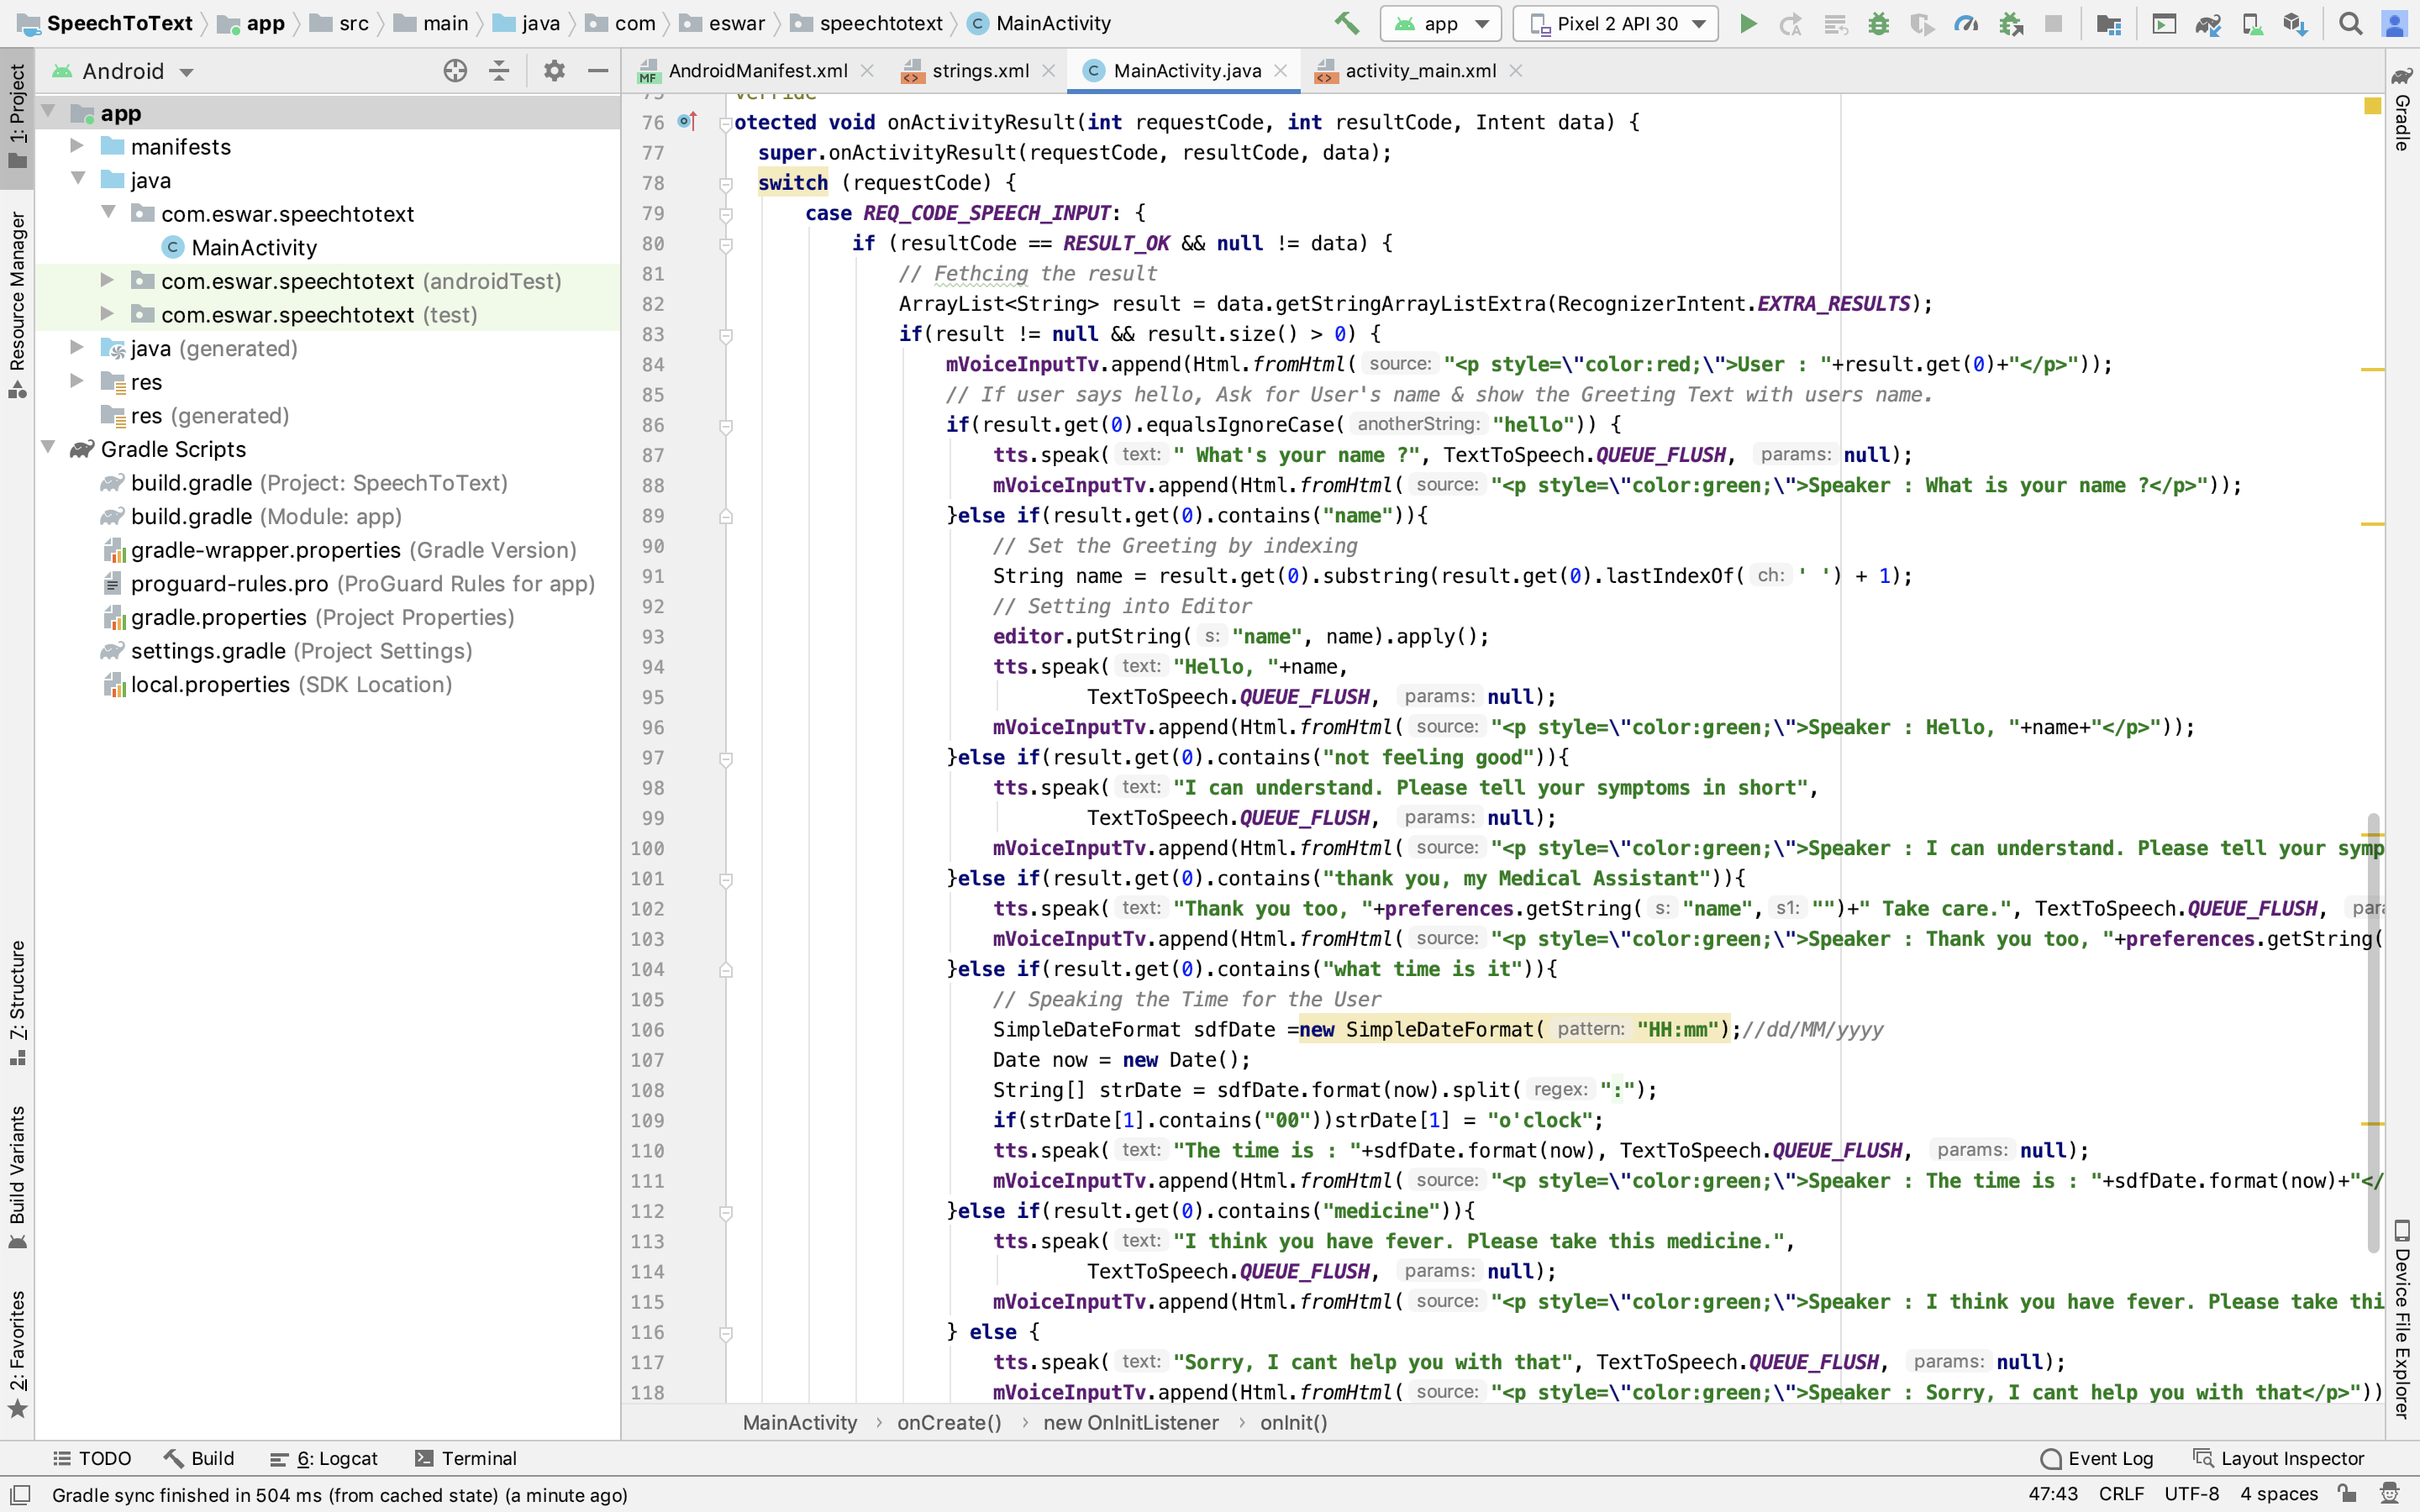 SpeechToText app src main java com eswar speechtotext MainActivity app Pixel 2 API 30
Android
AndroidManifest.xml strings.xml MainActivity.java activity_main.xml
1: Project
Resource Manager
7: Structure
Build Variants
2: Favorites
app
manifests
java
com.eswar.speechtotext
MainActivity
com.eswar.speechtotext (androidTest)
com.eswar.speechtotext (test)
java (generated)
res
res (generated)
Gradle Scripts
build.gradle (Project: SpeechToText)
build.gradle (Module: app)
gradle-wrapper.properties (Gradle Version)
proguard-rules.pro (ProGuard Rules for app)
gradle.properties (Project Properties)
settings.gradle (Project Settings)
local.properties (SDK Location)
76 otected void onActivityResult(int requestCode, int resultCode, Intent data) {
77 super.onActivityResult(requestCode, resultCode, data);
78 switch (requestCode) {
79 case REQ_CODE_SPEECH_INPUT: {
80 if (resultCode == RESULT_OK && null != data) {
81 // Fethcing the result
82 ArrayList<String> result = data.getStringArrayListExtra(RecognizerIntent.EXTRA_RESULTS);
83 if(result != null && result.size() > 0) {
84 mVoiceInputTv.append(Html.fromHtml( source: "<p style=\"color:red;\">User : "+result.get(0)+"</p>"));
85 // If user says hello, Ask for User's name & show the Greeting Text with users name.
86 if(result.get(0).equalsIgnoreCase( anotherString: "hello")) {
87 tts.speak( text: " What's your name ?", TextToSpeech.QUEUE_FLUSH, params: null);
88 mVoiceInputTv.append(Html.fromHtml( source: "<p style=\"color:green;\">Speaker : What is your name ?</p>"));
89 }else if(result.get(0).contains("name")){
90 // Set the Greeting by indexing
91 String name = result.get(0).substring(result.get(0).lastIndexOf( ch: ' ') + 1);
92 // Setting into Editor
93 editor.putString( s: "name", name).apply();
94 tts.speak( text: "Hello, "+name,
95 TextToSpeech.QUEUE_FLUSH, params: null);
96 mVoiceInputTv.append(Html.fromHtml( source: "<p style=\"color:green;\">Speaker : Hello, "+name+"</p>"));
97 }else if(result.get(0).contains("not feeling good")){
98 tts.speak( text: "I can understand. Please tell your symptoms in short",
99 TextToSpeech.QUEUE_FLUSH, params: null);
100 mVoiceInputTv.append(Html.fromHtml( source: "<p style=\"color:green;\">Speaker : I can understand. Please tell your symp
101 }else if(result.get(0).contains("thank you, my Medical Assistant")){
102 tts.speak( text: "Thank you too, "+preferences.getString( s: "name", s1: "")+" Take care.", TextToSpeech.QUEUE_FLUSH, para
103 mVoiceInputTv.append(Html.fromHtml( source: "<p style=\"color:green;\">Speaker : Thank you too, "+preferences.getString(
104 }else if(result.get(0).contains("what time is it")){
105 // Speaking the Time for the User
106 SimpleDateFormat sdfDate =new SimpleDateFormat( pattern: "HH:mm");//dd/MM/yyyy
107 Date now = new Date();
108 String[] strDate = sdfDate.format(now).split( regex: ":");
109 if(strDate[1].contains("00"))strDate[1] = "o'clock";
110 tts.speak( text: "The time is : "+sdfDate.format(now), TextToSpeech.QUEUE_FLUSH, params: null);
111 mVoiceInputTv.append(Html.fromHtml( source: "<p style=\"color:green;\">Speaker : The time is : "+sdfDate.format(now)+"</
112 }else if(result.get(0).contains("medicine")){
113 tts.speak( text: "I think you have fever. Please take this medicine.",
114 TextToSpeech.QUEUE_FLUSH, params: null);
115 mVoiceInputTv.append(Html.fromHtml( source: "<p style=\"color:green;\">Speaker : I think you have fever. Please take thi
116 } else {
117 tts.speak( text: "Sorry, I cant help you with that", TextToSpeech.QUEUE_FLUSH, params: null);
118 mVoiceInputTv.append(Html.fromHtml( source: "<p style=\"color:green;\">Speaker : Sorry, I cant help you with that</p>"))
Gradle
Device File Explorer
MainActivity › onCreate() › new OnInitListener › onInit()
TODO Build 6: Logcat Terminal Event Log Layout Inspector
Gradle sync finished in 504 ms (from cached state) (a minute ago) 47:43 CRLF UTF-8 4 spaces